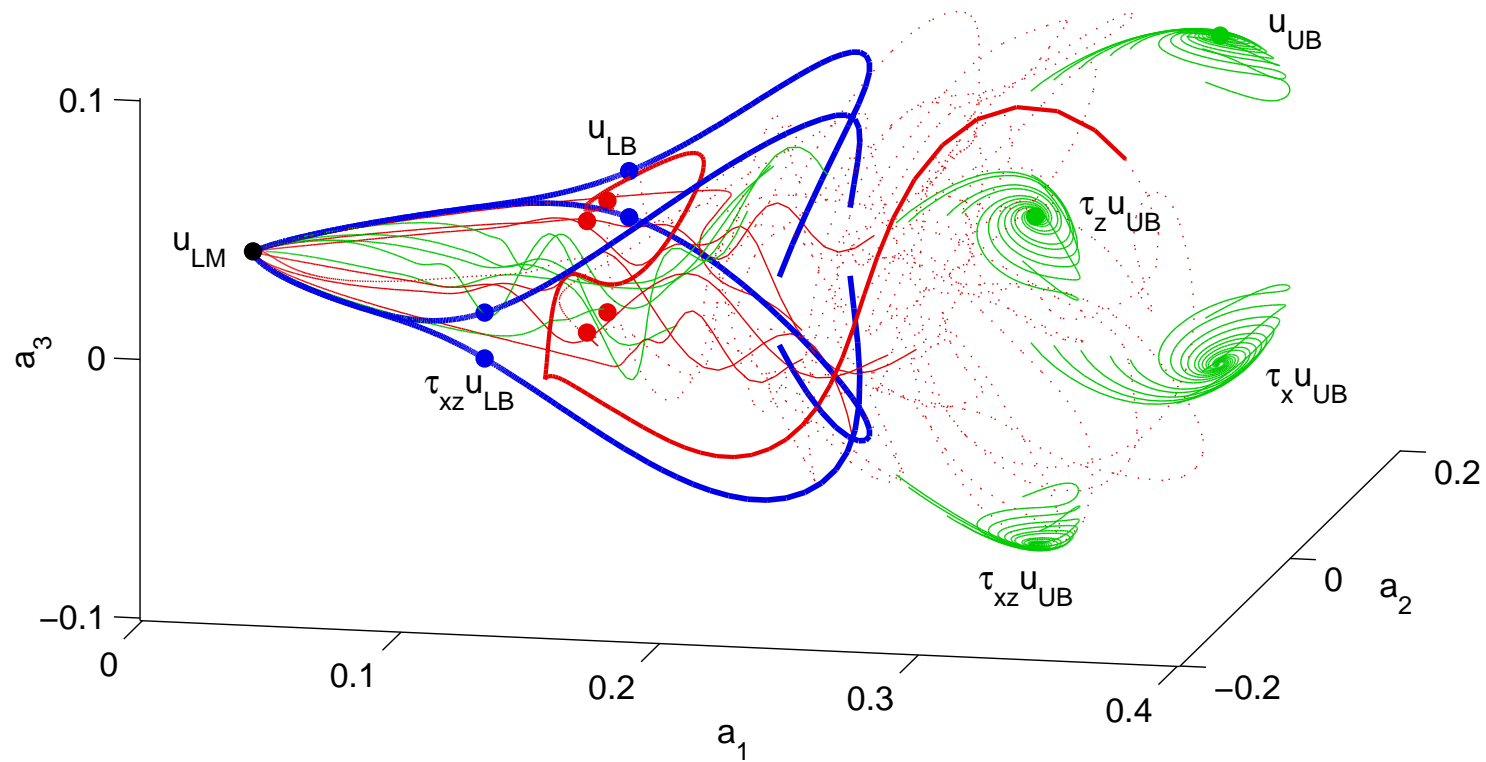 u_UB
0.1
u_LB
u_LM
τ_z u_UB
a_3
0
τ_xz u_LB
τ_x u_UB
0.2
τ_xz u_UB
0
a_2
−0.1
0
0.1
0.2
0.3
0.4
−0.2
a_1